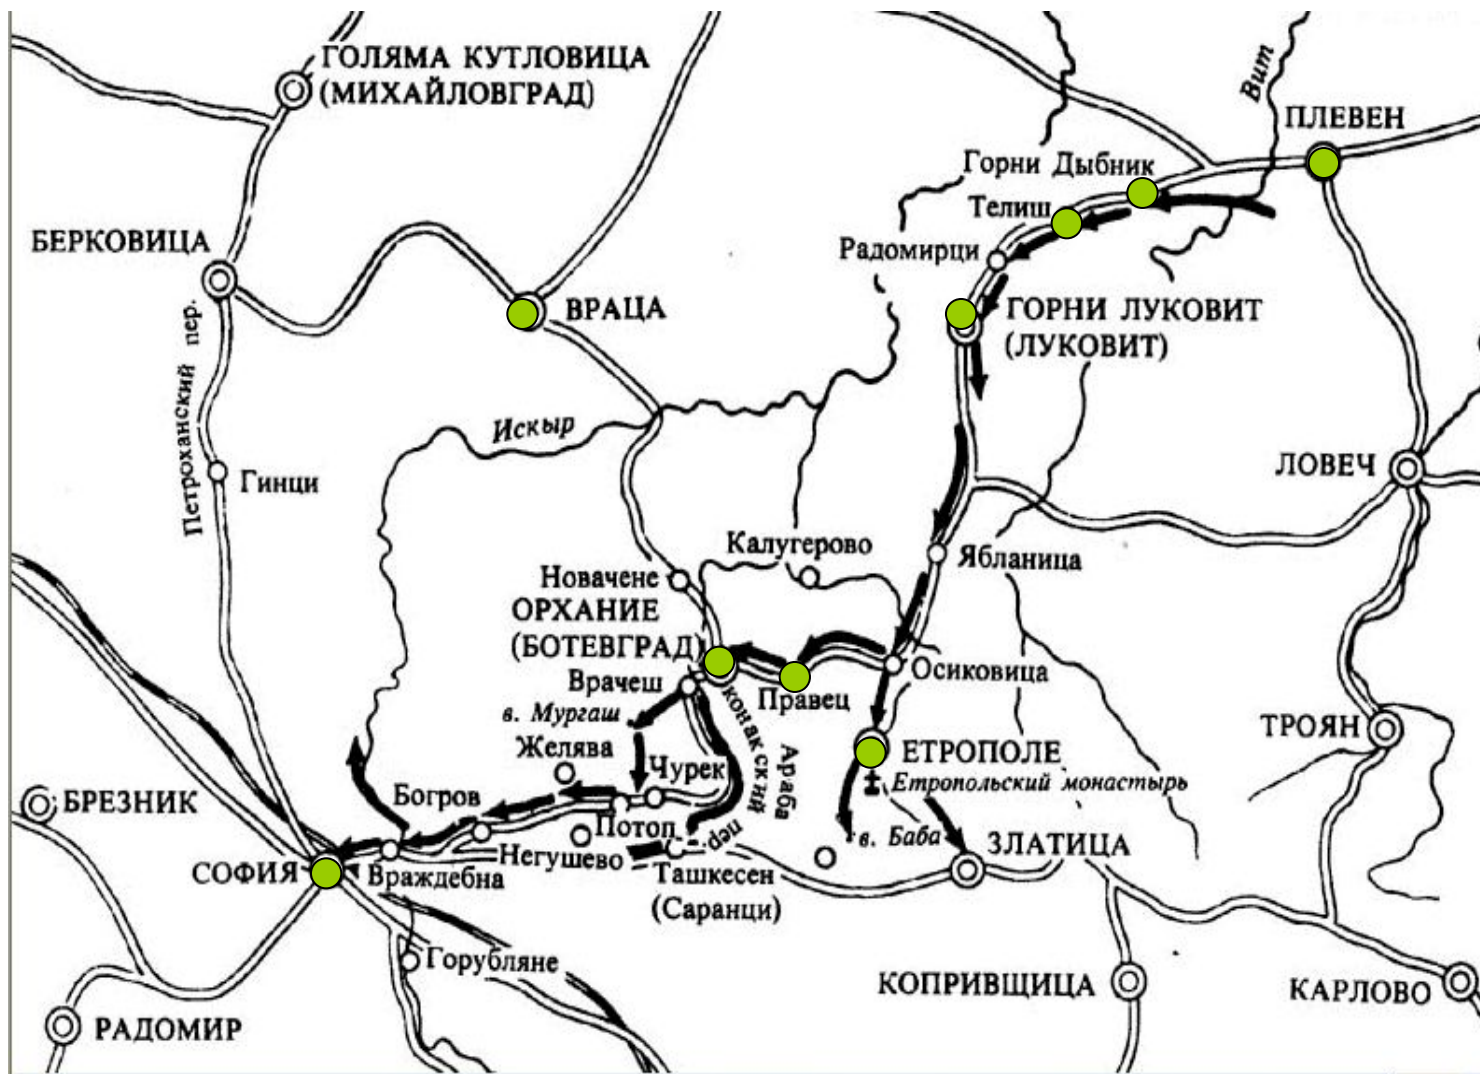 ГОЛЯМА КУТЛОВИЦА
(МИХАЙЛОВГРАД)
Вит
ПЛЕВЕН
Горни Дыбник
Телиш
Радомирци
БЕРКОВИЦА
ВРАЦА
ГОРНИ ЛУКОВИТ
(ЛУКОВИТ)
Петроханский пер.
Искыр
Гинци
ЛОВЕЧ
Калугерово
Ябланица
Новачене
ОРХАНИЕ
(БОТЕВГРАД)
Осиковица
Врачеш
Правец
в. Мургаш
Араба
конакский
пер.
ТРОЯН
Желява
ЕТРОПОЛЕ
Чурек
Етропольский монастырь
БРЕЗНИК
Богров
Потоп
в. Баба
ЗЛАТИЦА
Негушево
СОФИЯ
Враждебна
Ташкесен
(Саранци)
Горубляне
КОПРИВЩИЦА
КАРЛОВО
РАДОМИР